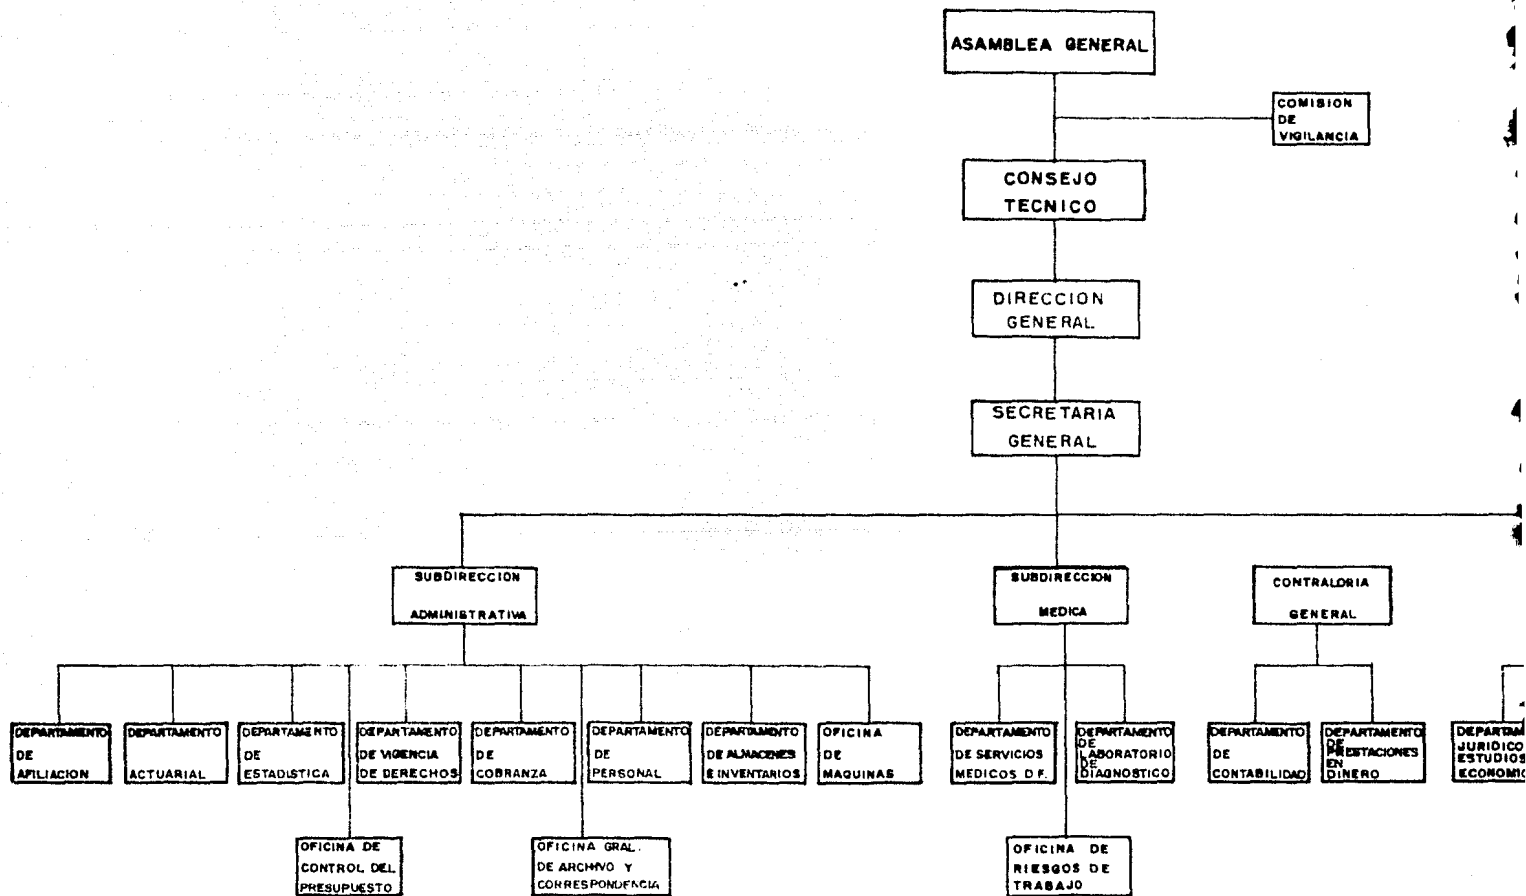 ASAMBLEA GENERAL
COMISION
DE
VIGILANCIA
CONSEJO
TECNICO
DIRECCION
GENERAL
SECRETARIA
GENERAL
SUBDIRECCION
ADMINISTRATIVA
SUBDIRECCION
MEDICA
CONTRALORIA
GENERAL
DEPARTAMENTO
DE
AFILIACION
DEPARTAMENTO
ACTUARIAL
DEPARTAMENTO
DE
ESTADISTICA
DEPARTAMENTO
DE VIGENCIA
DE DERECHOS
DEPARTAMENTO
DE
COBRANZA
DEPARTAMENTO
DE
PERSONAL
DEPARTAMENTO
DE ALMACENES
E INVENTARIOS
OFICINA
DE
MAQUINAS
DEPARTAMENTO
DE SERVICIOS
MEDICOS D.F.
DEPARTAMENTO
DE
LABORATORIO
DE
DIAGNOSTICO
DEPARTAMENTO
DE
CONTABILIDAD
DEPARTAMENTO
DE
PRESTACIONES
EN
DINERO
DEPARTAM
JURIDICO
ESTUDIOS
ECONOMIC
OFICINA DE
CONTROL DEL
PRESUPUESTO
OFICINA GRAL.
DE ARCHIVO Y
CORRESPONDENCIA
OFICINA DE
RIESGOS DE
TRABAJO